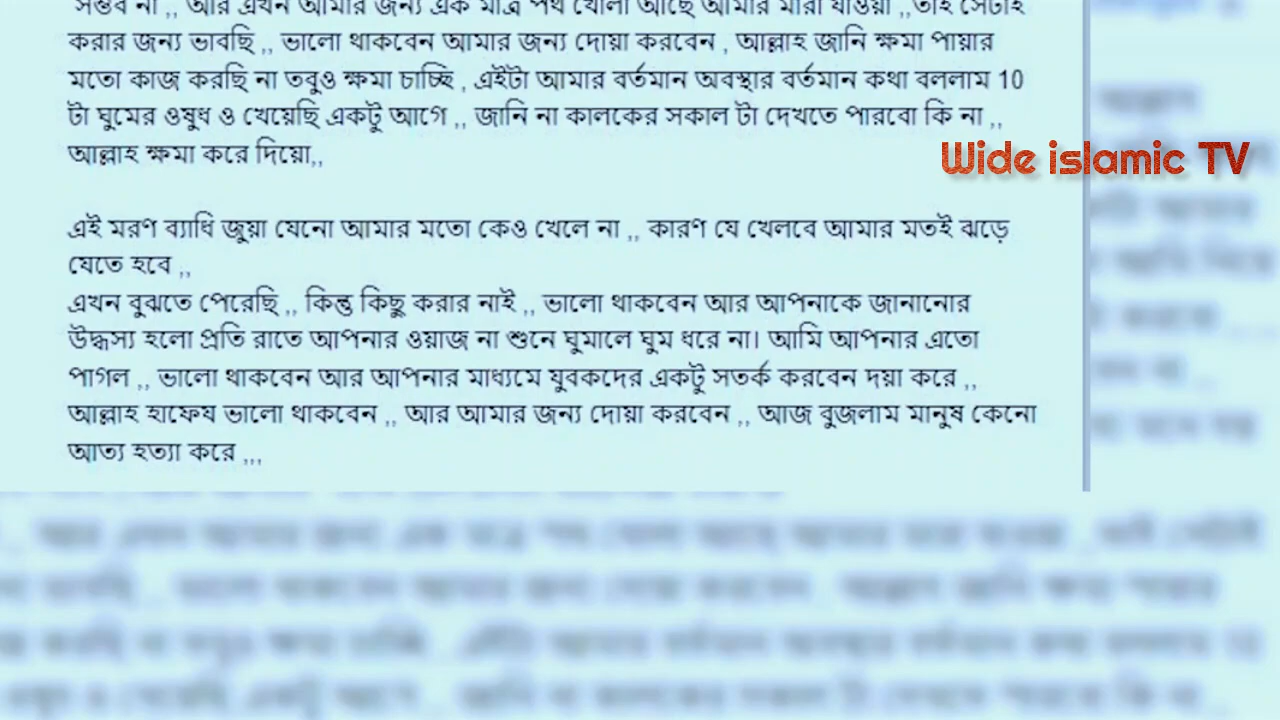 সম্ভব না ,, আর এখন আমার জন্য এক মাত্র পথ খোলা আছে আমার মারা যাওয়া ,,তাই সেটাই
করার জন্য ভাবছি ,, ভালো থাকবেন আমার জন্য দোয়া করবেন , আল্লাহ জানি ক্ষমা পায়ার
মতো কাজ করছি না তবুও ক্ষমা চাচ্ছি , এইটা আমার বর্তমান অবস্থার বর্তমান কথা বললাম 10
টা ঘুমের ওষুধ ও খেয়েছি একটু আগে ,, জানি না কালকের সকাল টা দেখতে পারবো কি না ,,
Wide islamic TV
আল্লাহ ক্ষমা করে দিয়ো,,
এই মরণ ব্যাধি জুয়া যেনো আমার মতো কেও খেলে না ,, কারণ যে খেলবে আমার মতই ঝড়ে
যেতে হবে ,,
এখন বুঝতে পেরেছি ,, কিন্তু কিছু করার নাই ,, ভালো থাকবেন আর আপনাকে জানানোর
উদ্ধস্য হলো প্রতি রাতে আপনার ওয়াজ না শুনে ঘুমালে ঘুম ধরে না। আমি আপনার এতো
পাগল ,, ভালো থাকবেন আর আপনার মাধ্যমে যুবকদের একটু সতর্ক করবেন দয়া করে ,,
আল্লাহ হাফেয ভালো থাকবেন ,, আর আমার জন্য দোয়া করবেন ,, আজ বুজলাম মানুষ কেনো
আত্য হত্যা করে ,,,